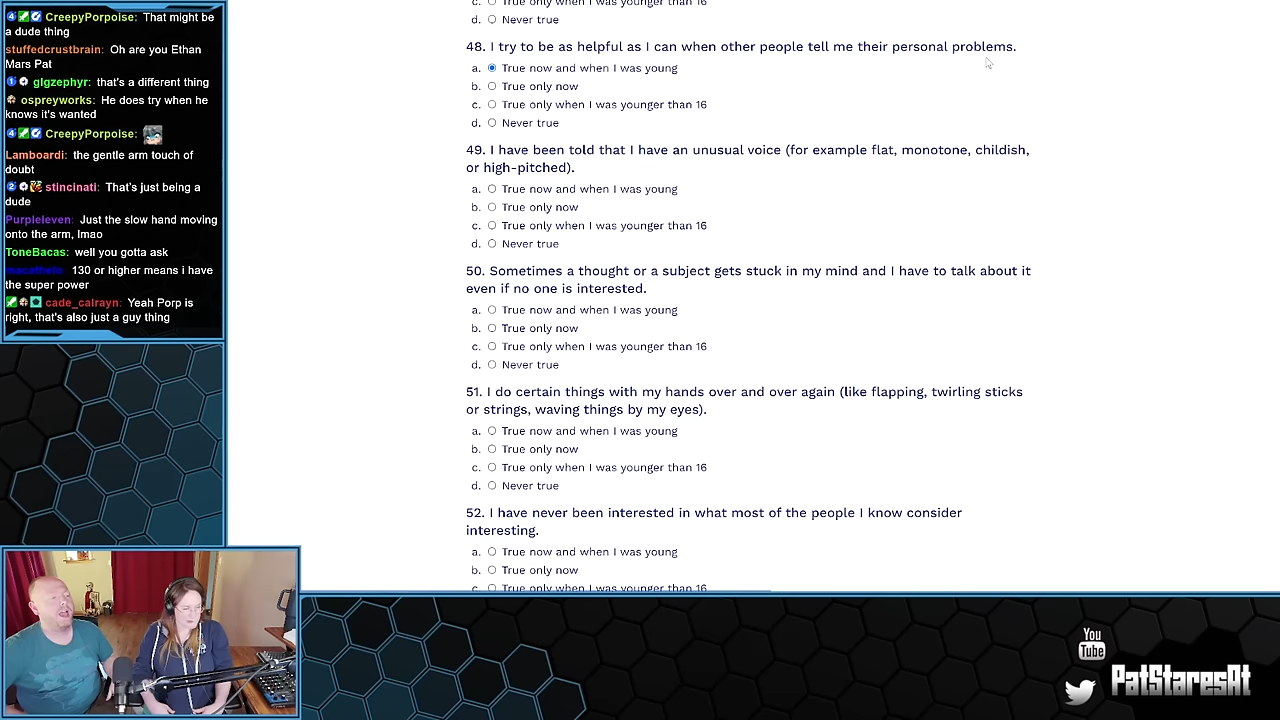 CreepyPorpoise: That might be
a dude thing
stuffedcrustbrain: Oh are you Ethan
Mars Pat
glgzephyr: that's a different thing
ospreyworks: He does try when he
knows it's wanted
CreepyPorpoise:
Lamboardi: the gentle arm touch of
doubt
stincinati: That's just being a
dude
Purpleleven: Just the slow hand moving
onto the arm, lmao
ToneBacas: well you gotta ask
130 or higher means i have
the super power
cade_calrayn: Yeah Porp is
right, that's also just a guy thing
c. True only when I was younger than 16
d. Never true
48. I try to be as helpful as I can when other people tell me their personal problems.
a. True now and when I was young
b. True only now
c. True only when I was younger than 16
d. Never true
49. I have been told that I have an unusual voice (for example flat, monotone, childish,
or high-pitched).
a. True now and when I was young
b. True only now
c. True only when I was younger than 16
d. Never true
50. Sometimes a thought or a subject gets stuck in my mind and I have to talk about it
even if no one is interested.
a. True now and when I was young
b. True only now
c. True only when I was younger than 16
d. Never true
51. I do certain things with my hands over and over again (like flapping, twirling sticks
or strings, waving things by my eyes).
a. True now and when I was young
b. True only now
c. True only when I was younger than 16
d. Never true
52. I have never been interested in what most of the people I know consider
interesting.
a. True now and when I was young
b. True only now
c. True only when I was younger than 16
You
Tube
PatStaresAt